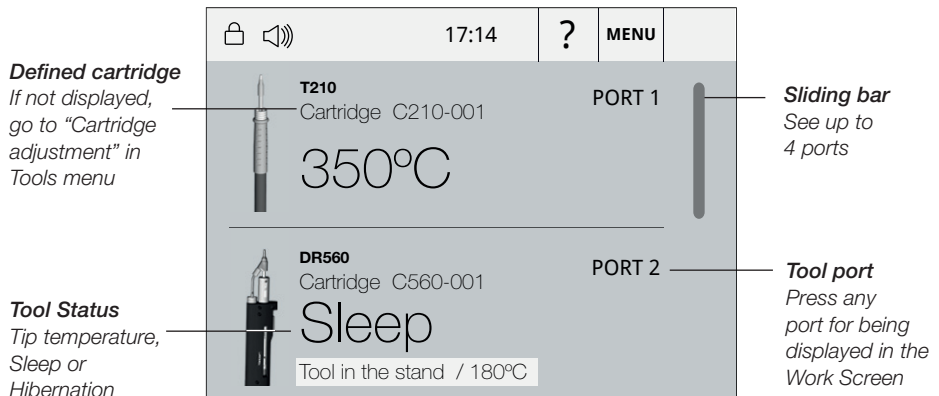 17:14
?
MENU
Defined cartridge
If not displayed,
go to “Cartridge
adjustment” in
Tools menu
T210
Cartridge C210-001
350ºC
PORT 1
Sliding bar
See up to
4 ports
Tool Status
Tip temperature,
Sleep or
Hibernation
DR560
Cartridge C560-001
Sleep
Tool in the stand / 180ºC
PORT 2
Tool port
Press any
port for being
displayed in the
Work Screen